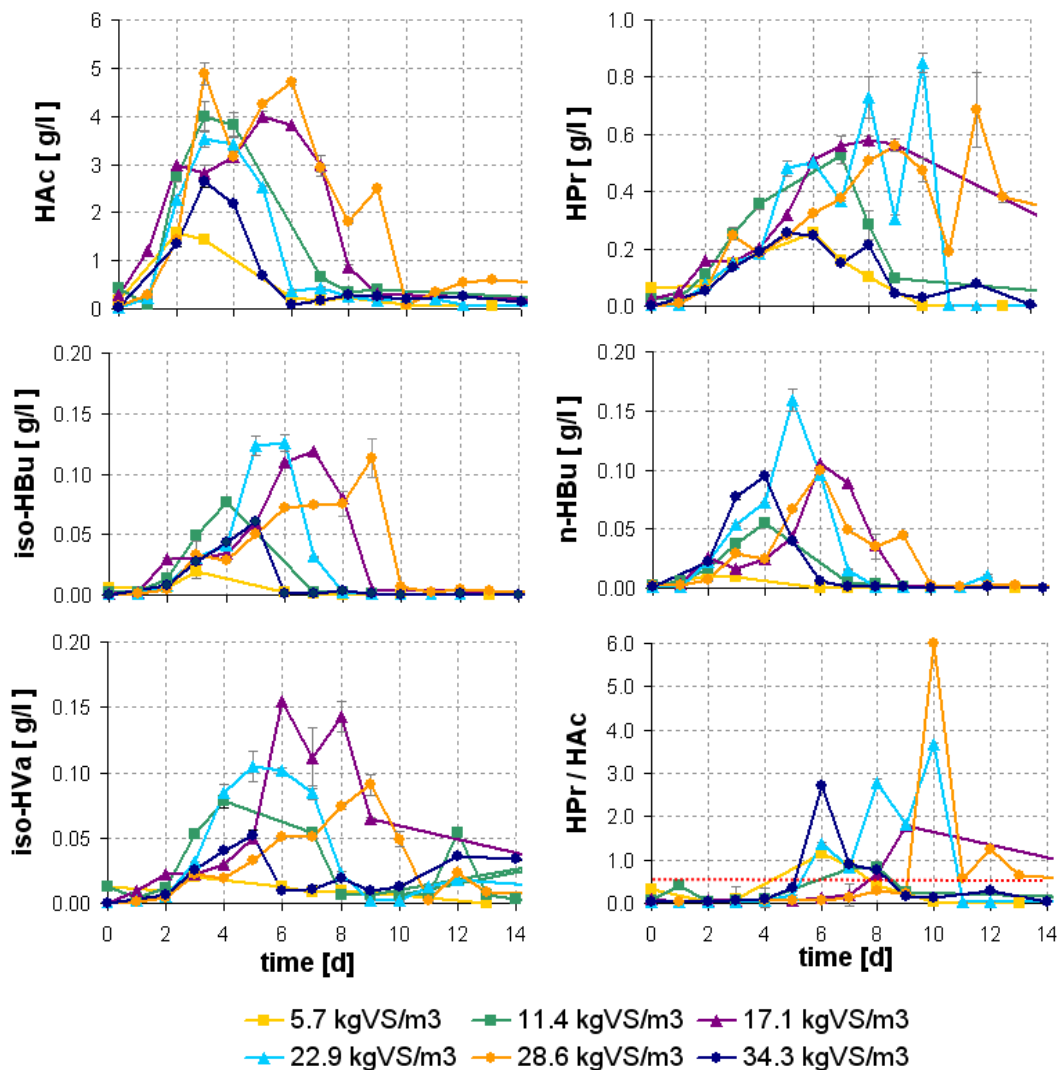 HAc [ g/l ]
6
5
4
3
2
1
0
HPr [ g/l ]
1.0
0.8
0.6
0.4
0.2
0.0
iso-HBu [ g/l ]
0.20
0.15
0.10
0.05
0.00
n-HBu [ g/l ]
0.20
0.15
0.10
0.05
0.00
iso-HVa [ g/l ]
0.20
0.15
0.10
0.05
0.00
0 2 4 6 8 10 12 14
time [d]
HPr / HAc
6.0
5.0
4.0
3.0
2.0
1.0
0.0
0 2 4 6 8 10 12 14
time [d]
5.7 kgVS/m3 11.4 kgVS/m3 17.1 kgVS/m3
22.9 kgVS/m3 28.6 kgVS/m3 34.3 kgVS/m3